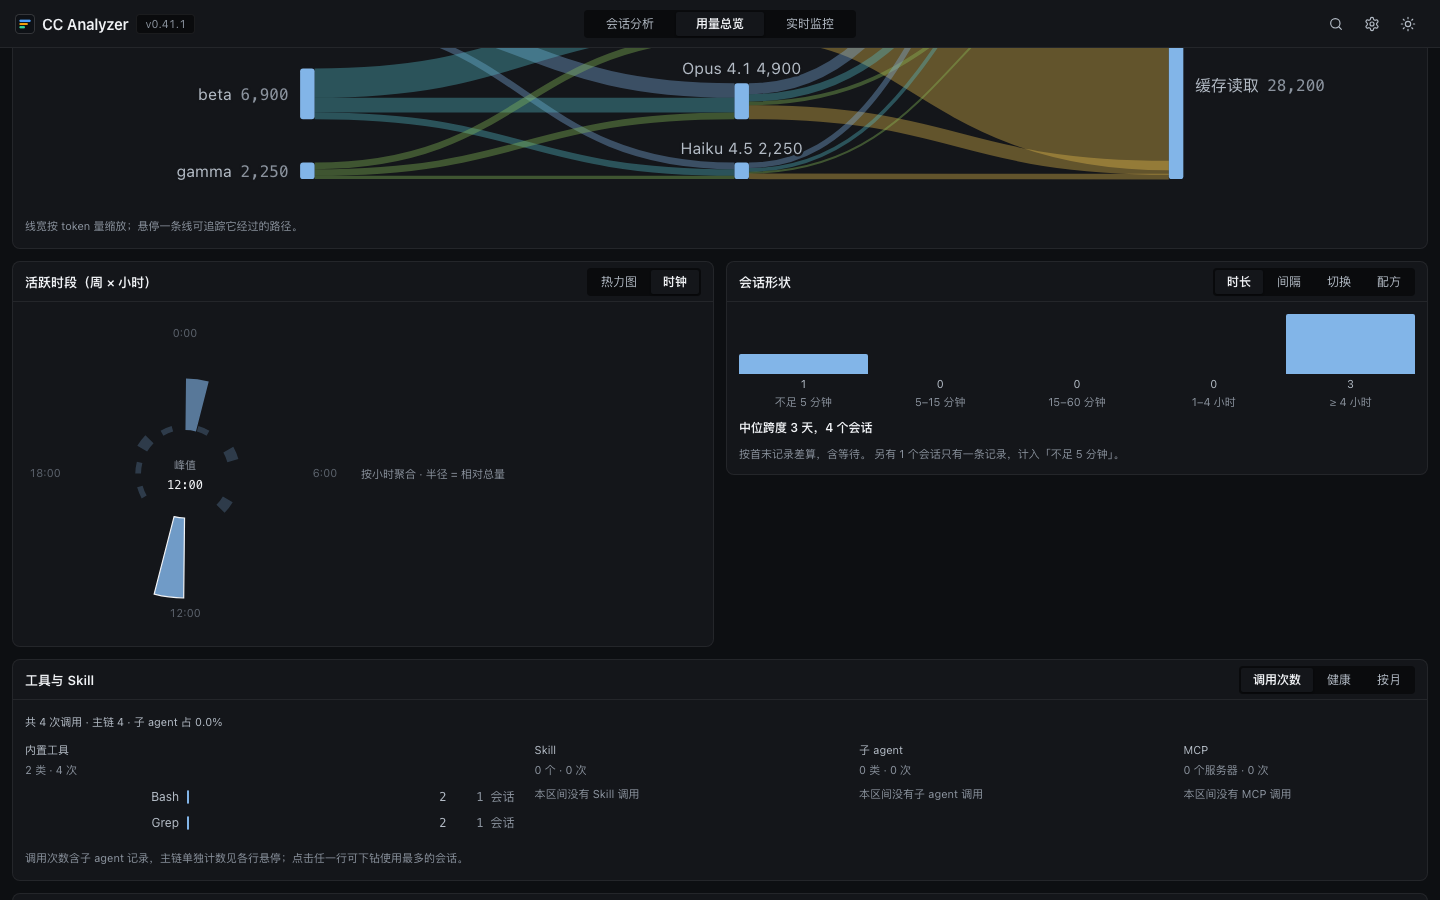 CC Analyzer v0.41.1 会话分析 用量总览 实时监控
Opus 4.1 4,900
beta 6,900
缓存读取 28,200
Haiku 4.5 2,250
gamma 2,250
线宽按 token 量缩放；悬停一条线可追踪它经过的路径。
活跃时段（周 × 小时） 热力图 时钟
0:00
峰值
12:00
18:00
6:00
按小时聚合 · 半径 = 相对总量
12:00
会话形状 时长 间隔 切换 配方
1 0 0 0 3
不足 5 分钟 5–15 分钟 15–60 分钟 1–4 小时 ≥ 4 小时
中位跨度 3 天，4 个会话
按首末记录差算，含等待。 另有 1 个会话只有一条记录，计入「不足 5 分钟」。
工具与 Skill 调用次数 健康 按月
共 4 次调用 · 主链 4 · 子 agent 占 0.0%
内置工具
2 类 · 4 次
Bash 2 1 会话
Grep 2 1 会话
Skill
0 个 · 0 次
本区间没有 Skill 调用
子 agent
0 类 · 0 次
本区间没有子 agent 调用
MCP
0 个服务器 · 0 次
本区间没有 MCP 调用
调用次数含子 agent 记录，主链单独计数见各行悬停；点击任一行可下钻使用最多的会话。